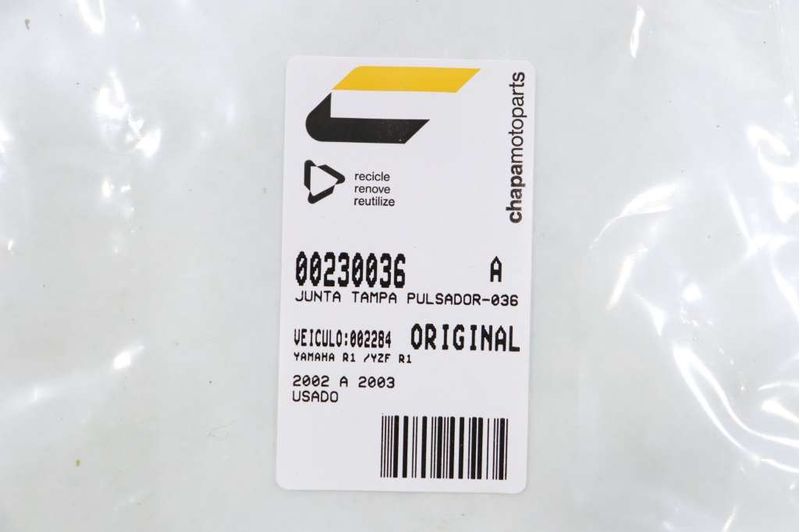 chapamotoparts
recicle
renove
reutilize
00230036 A
JUNTA TAMPA PULSADOR-036
VEICULO:002284 ORIGINAL
YAMAHA R1 /YZF R1
2002 A 2003
USADO